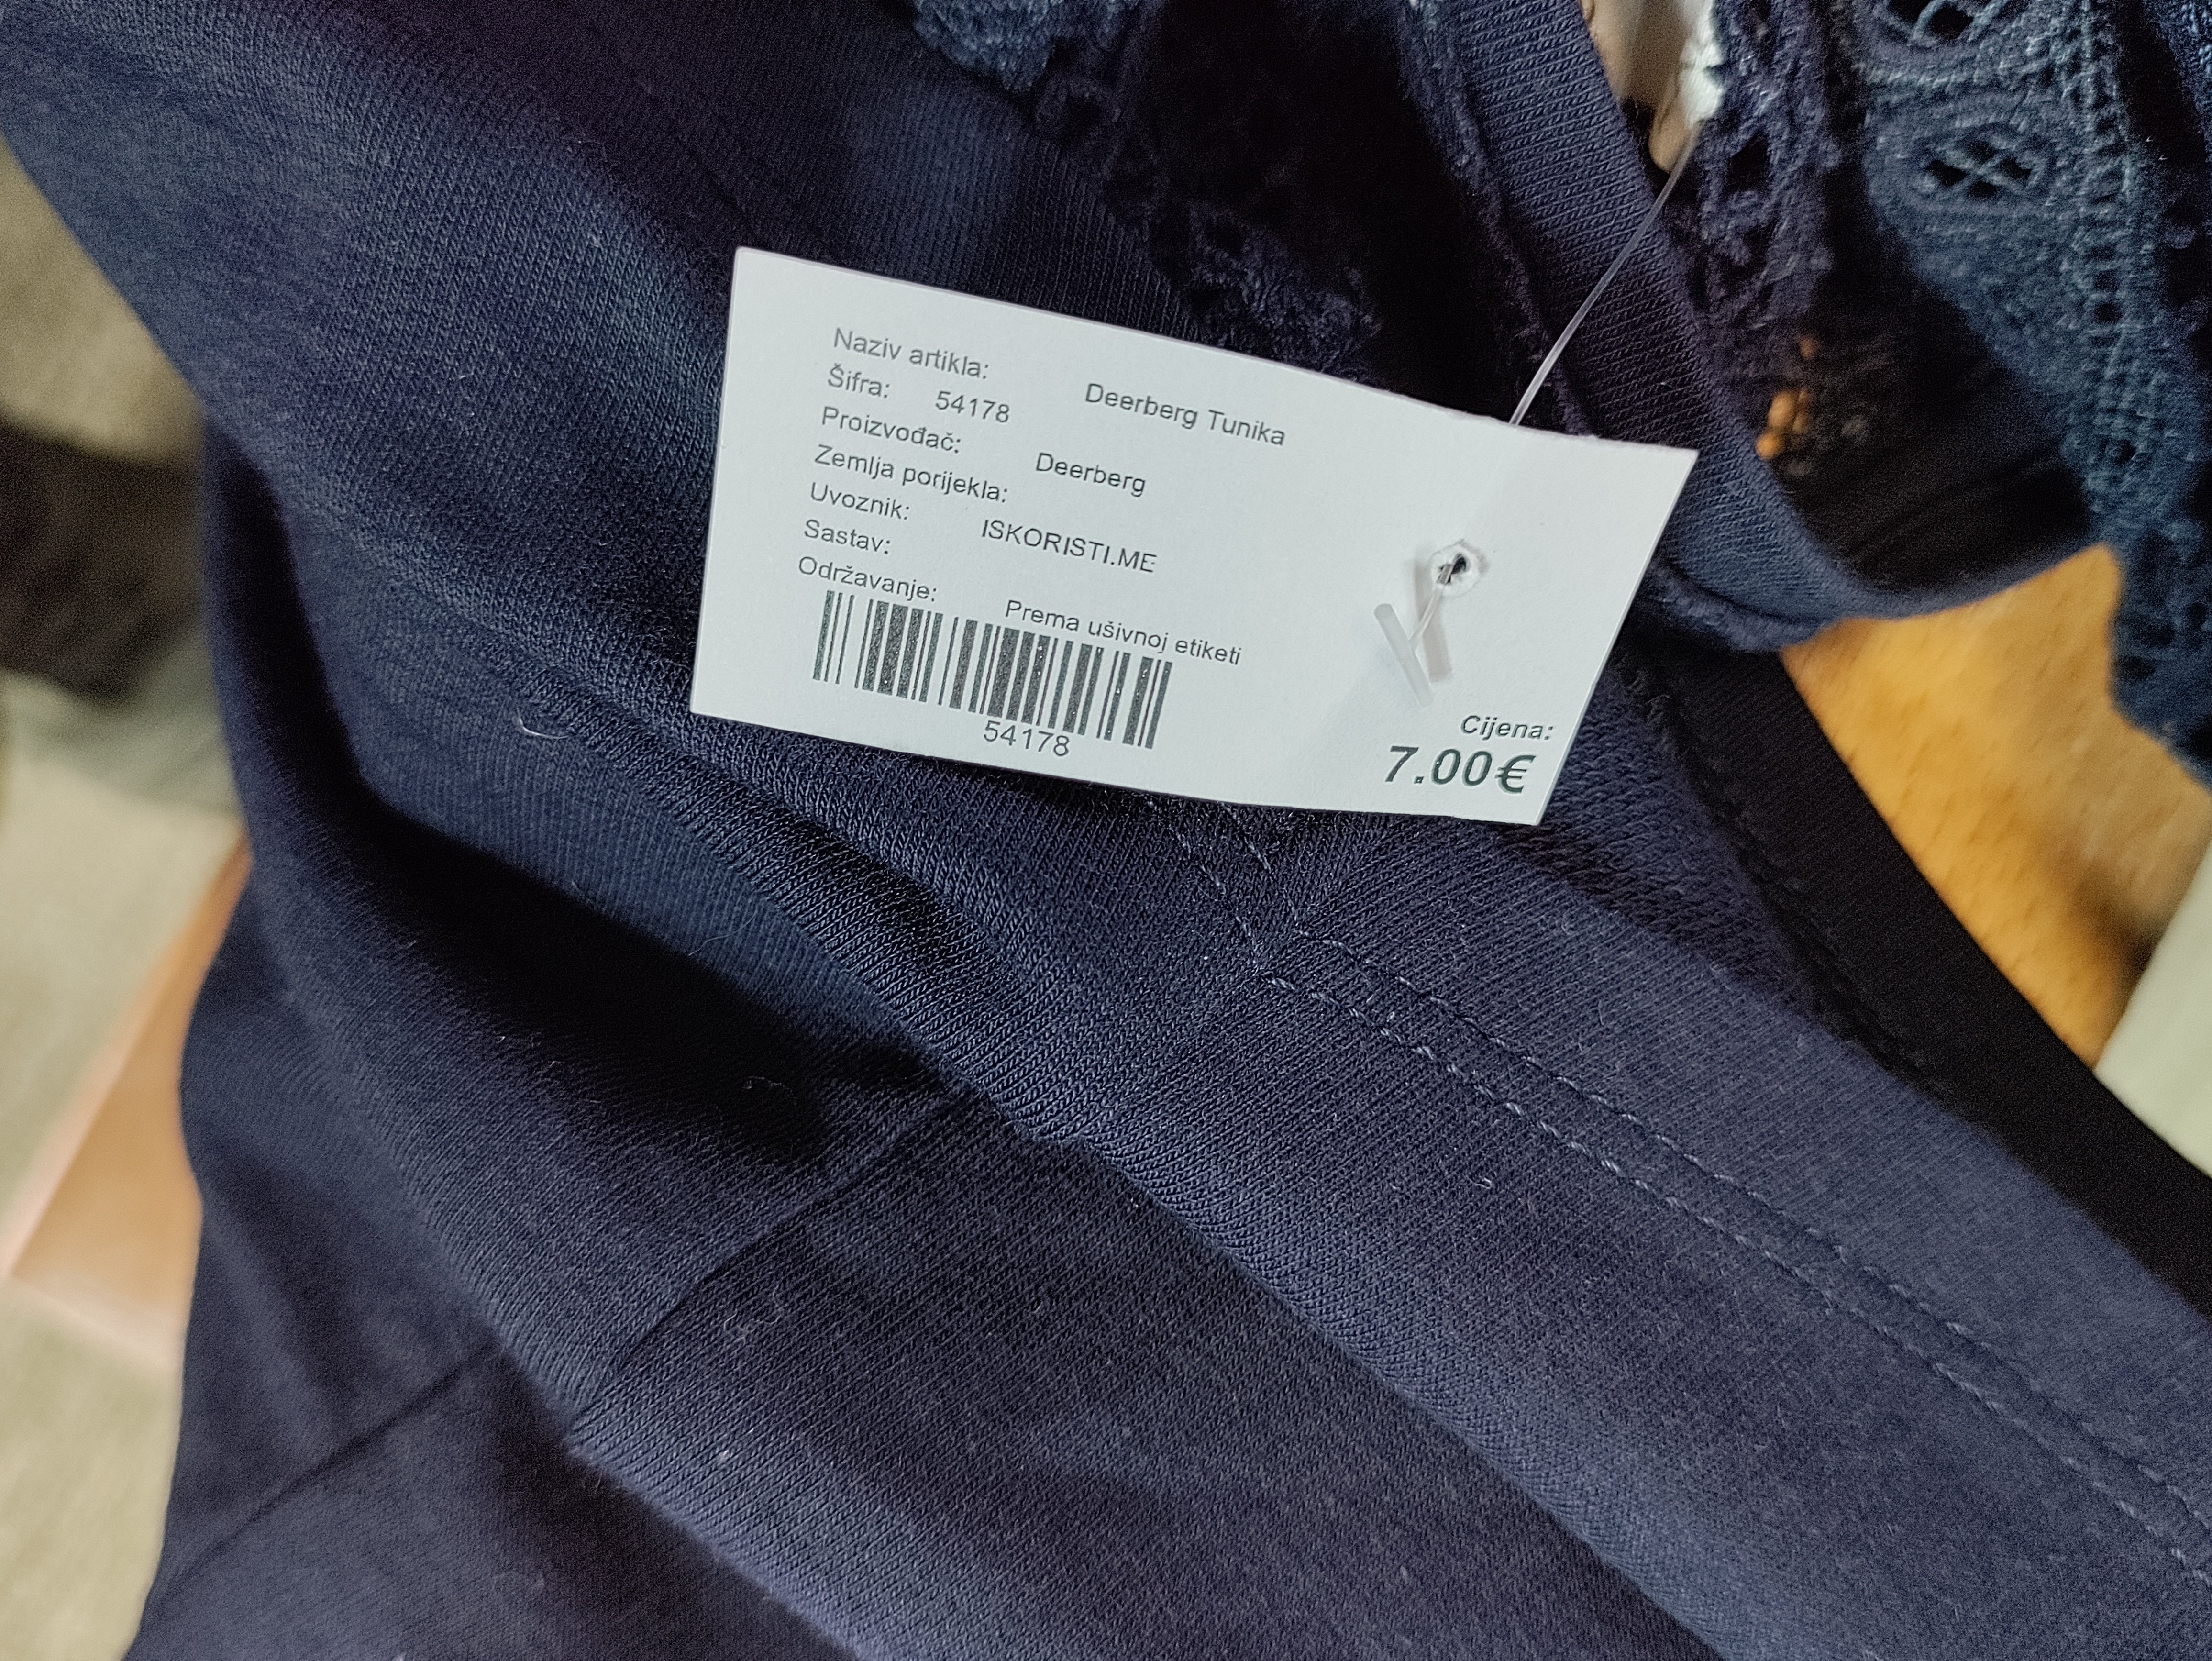 Naziv artikla: Deerberg Tunika
Šifra: 54178
Proizvođač: Deerberg
Zemlja porijekla:
Uvoznik: ISKORISTI.ME
Sastav:
Održavanje: Prema ušivnoj etiketi
54178
Cijena:
7.00€